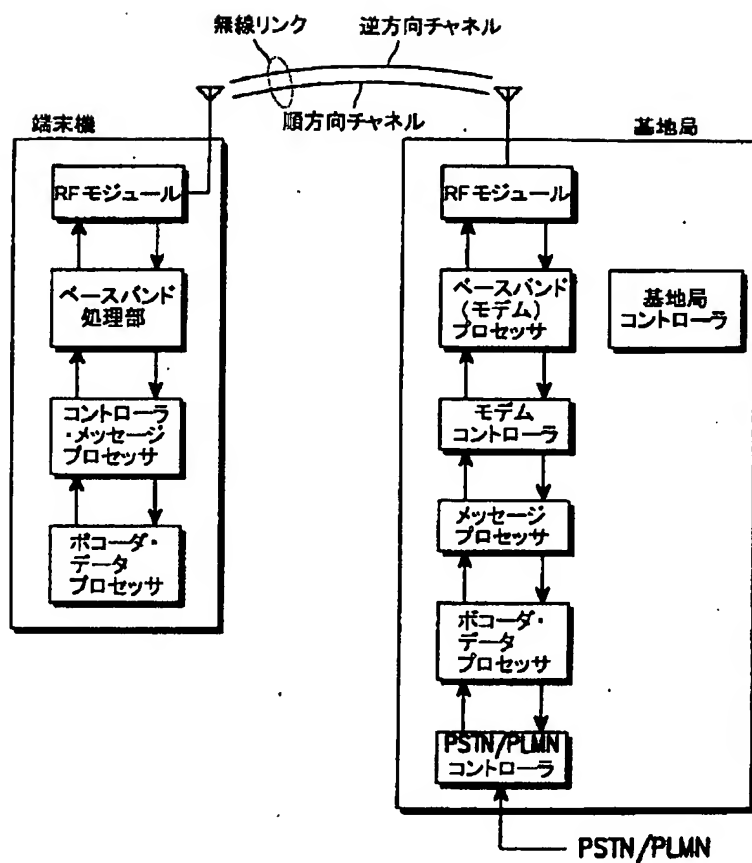 無線リンク
逆方向チャネル
順方向チャネル
端末機
RFモジュール
ベースバンド
処理部
コントローラ
・メッセージ
プロセッサ
ボコーダ・
データ
プロセッサ
基地局
RFモジュール
ベースバンド
(モデム)
プロセッサ
基地局
コントローラ
モデム
コントローラ
メッセージ
プロセッサ
ボコーダ・
データ
プロセッサ
PSTN/PLMN
コントローラ
PSTN/PLMN